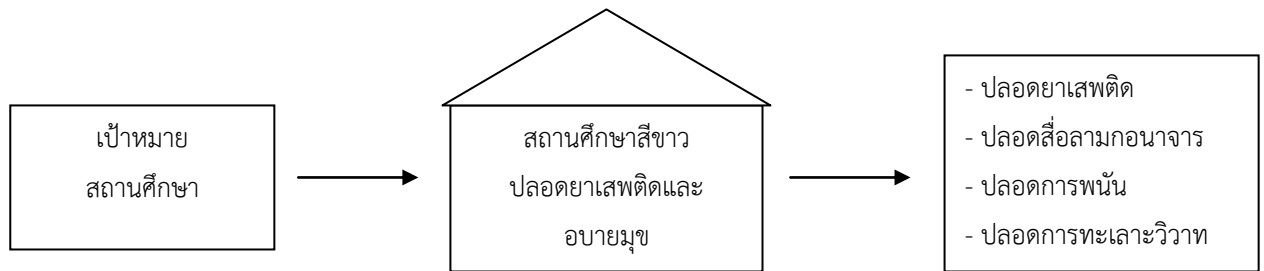 เป้าหมาย
สถานศึกษา
สถานศึกษาสีขาว
ปลอดยาเสพติดและ
อบายมุข
- ปลอดยาเสพติด
- ปลอดสื่อลามกอนาจาร
- ปลอดการพนัน
- ปลอดการทะเลาะวิวาท